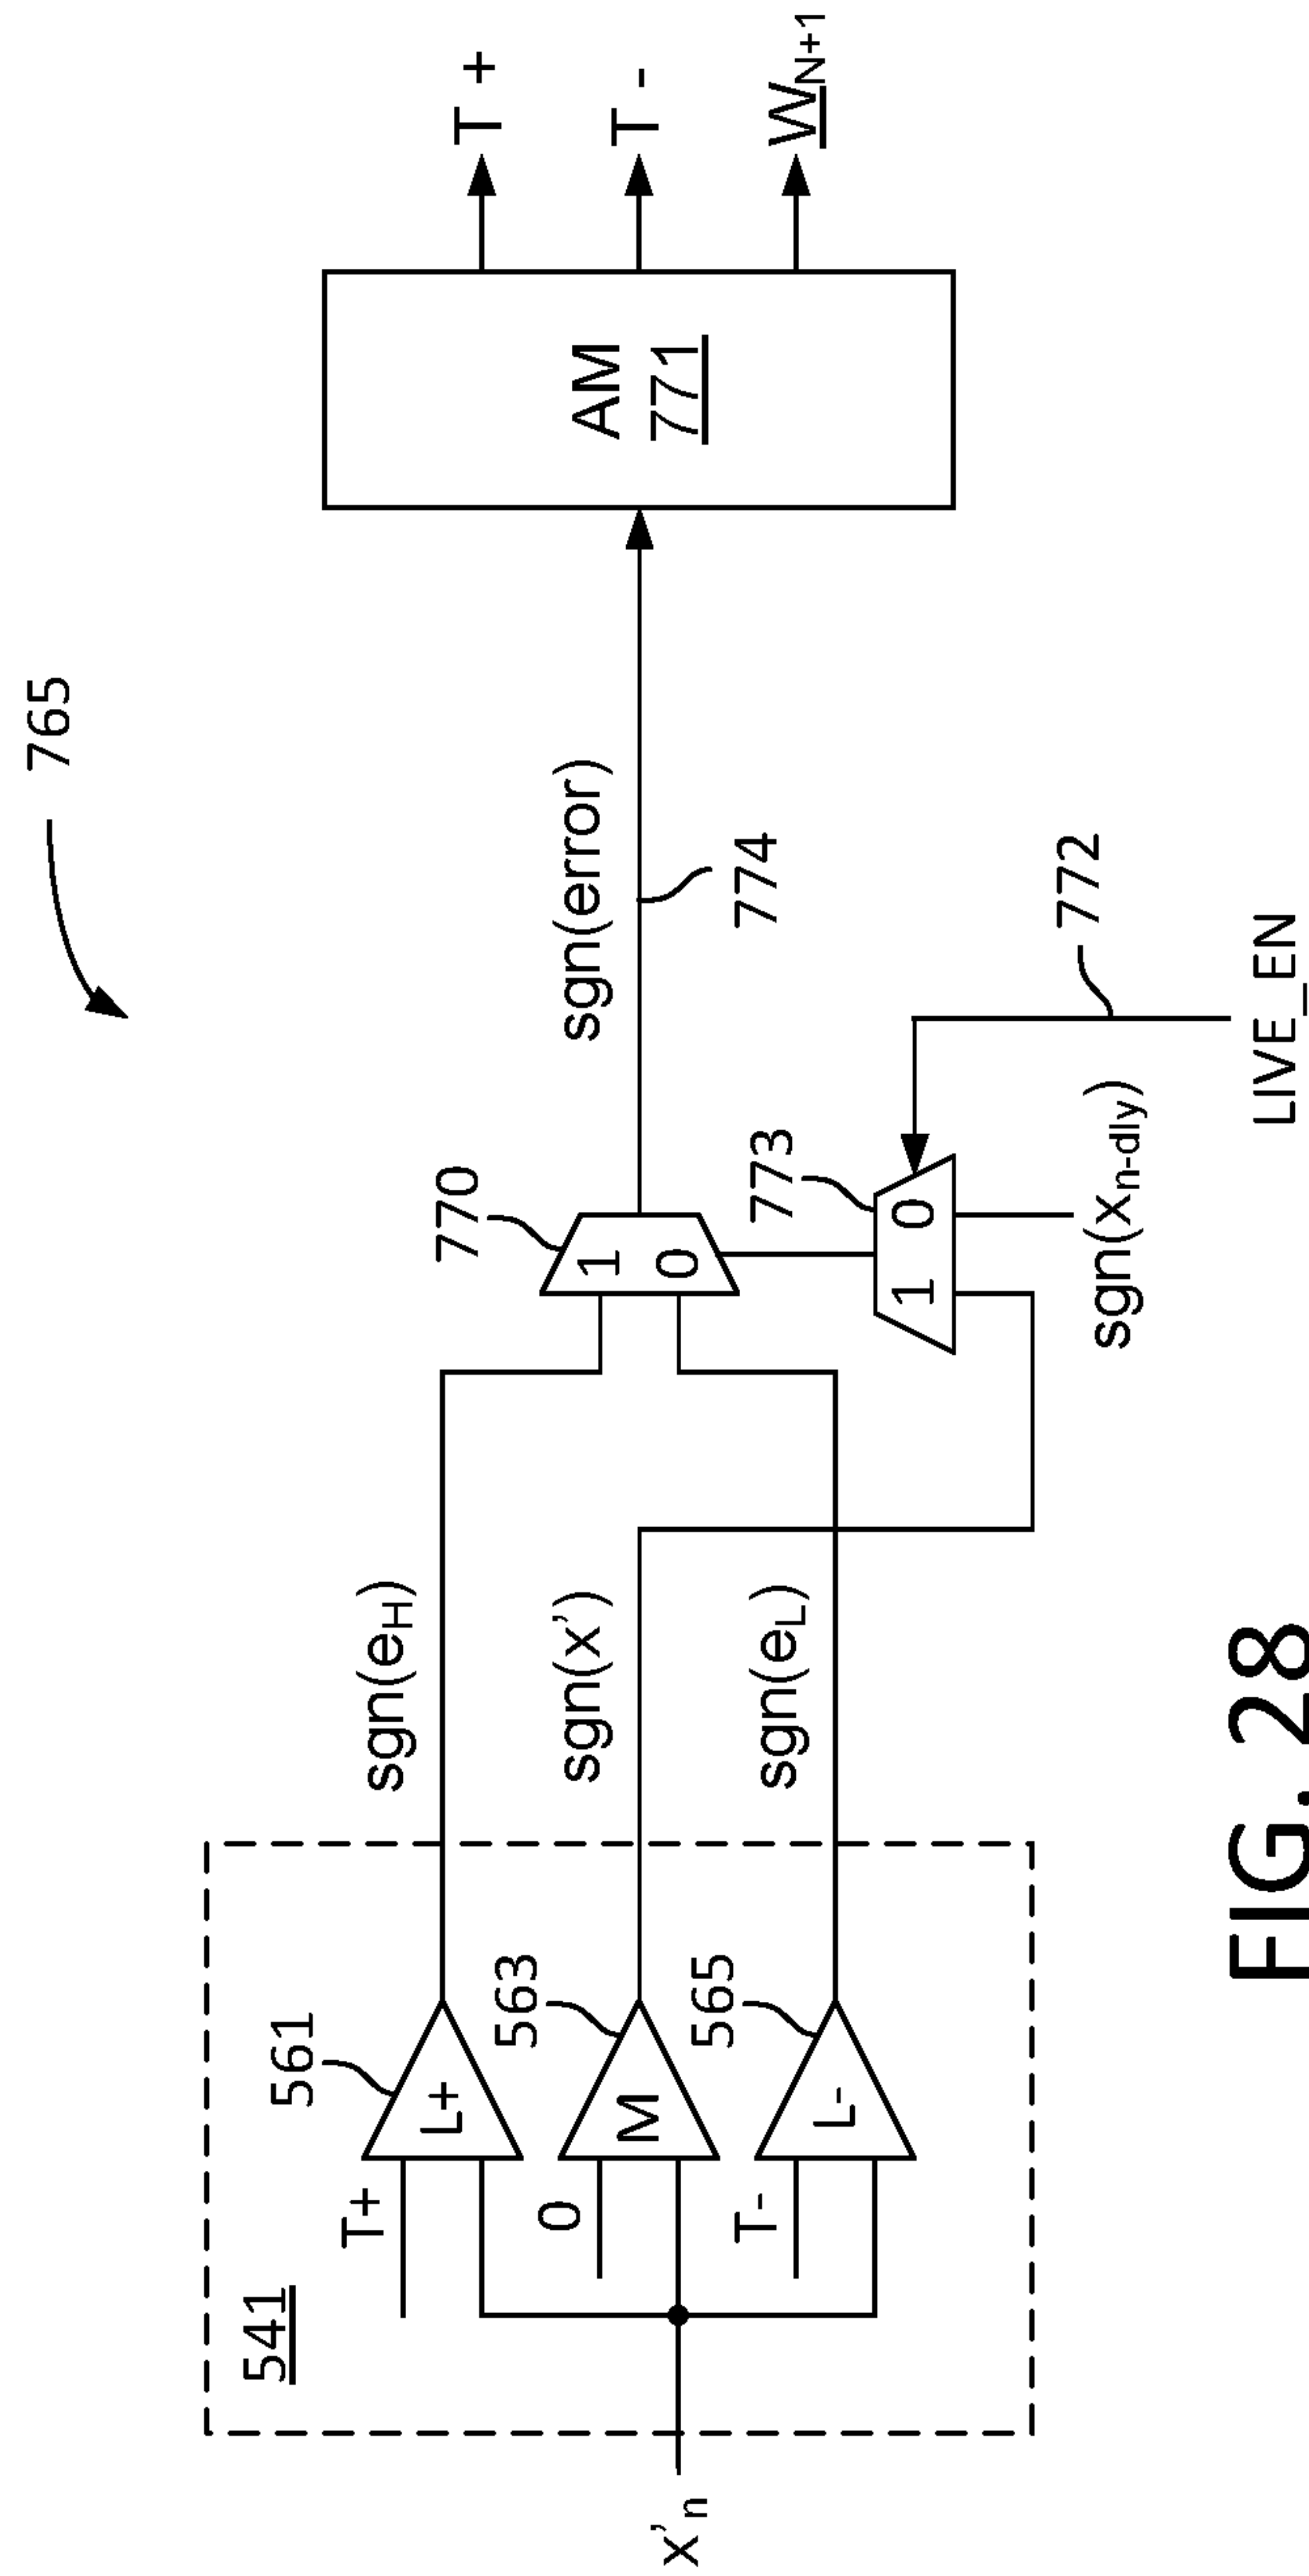 765
541
T+
561
L+
sgn(e_H)
0
563
M
sgn(x')
T-
565
L-
sgn(e_L)
x'_n
770
1
0
773
1 0
sgn(x_n-dly)
LIVE_EN
772
sgn(error)
774
AM
771
T +
T -
W_N+1
FIG. 28